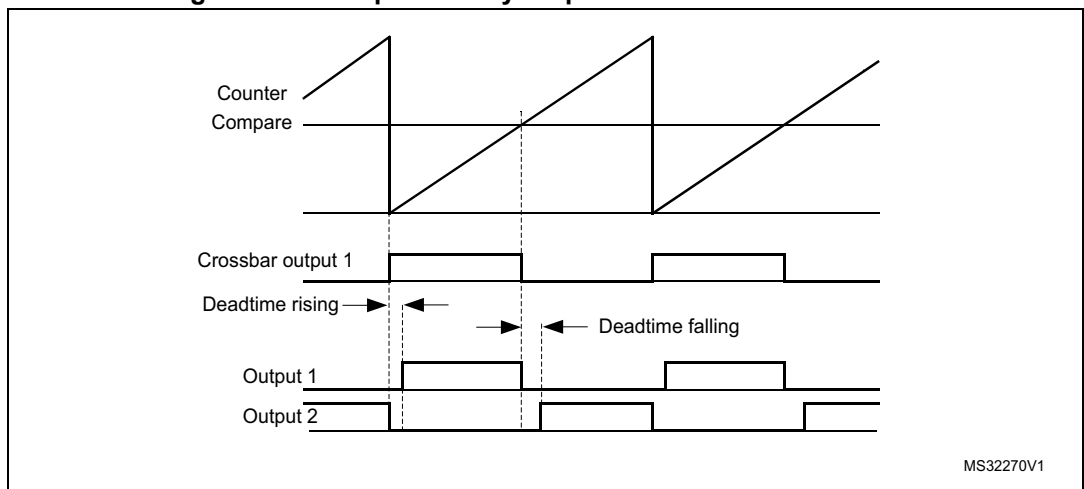 Counter
Compare
Crossbar output 1
Deadtime rising
Deadtime falling
Output 1
Output 2
MS32270V1